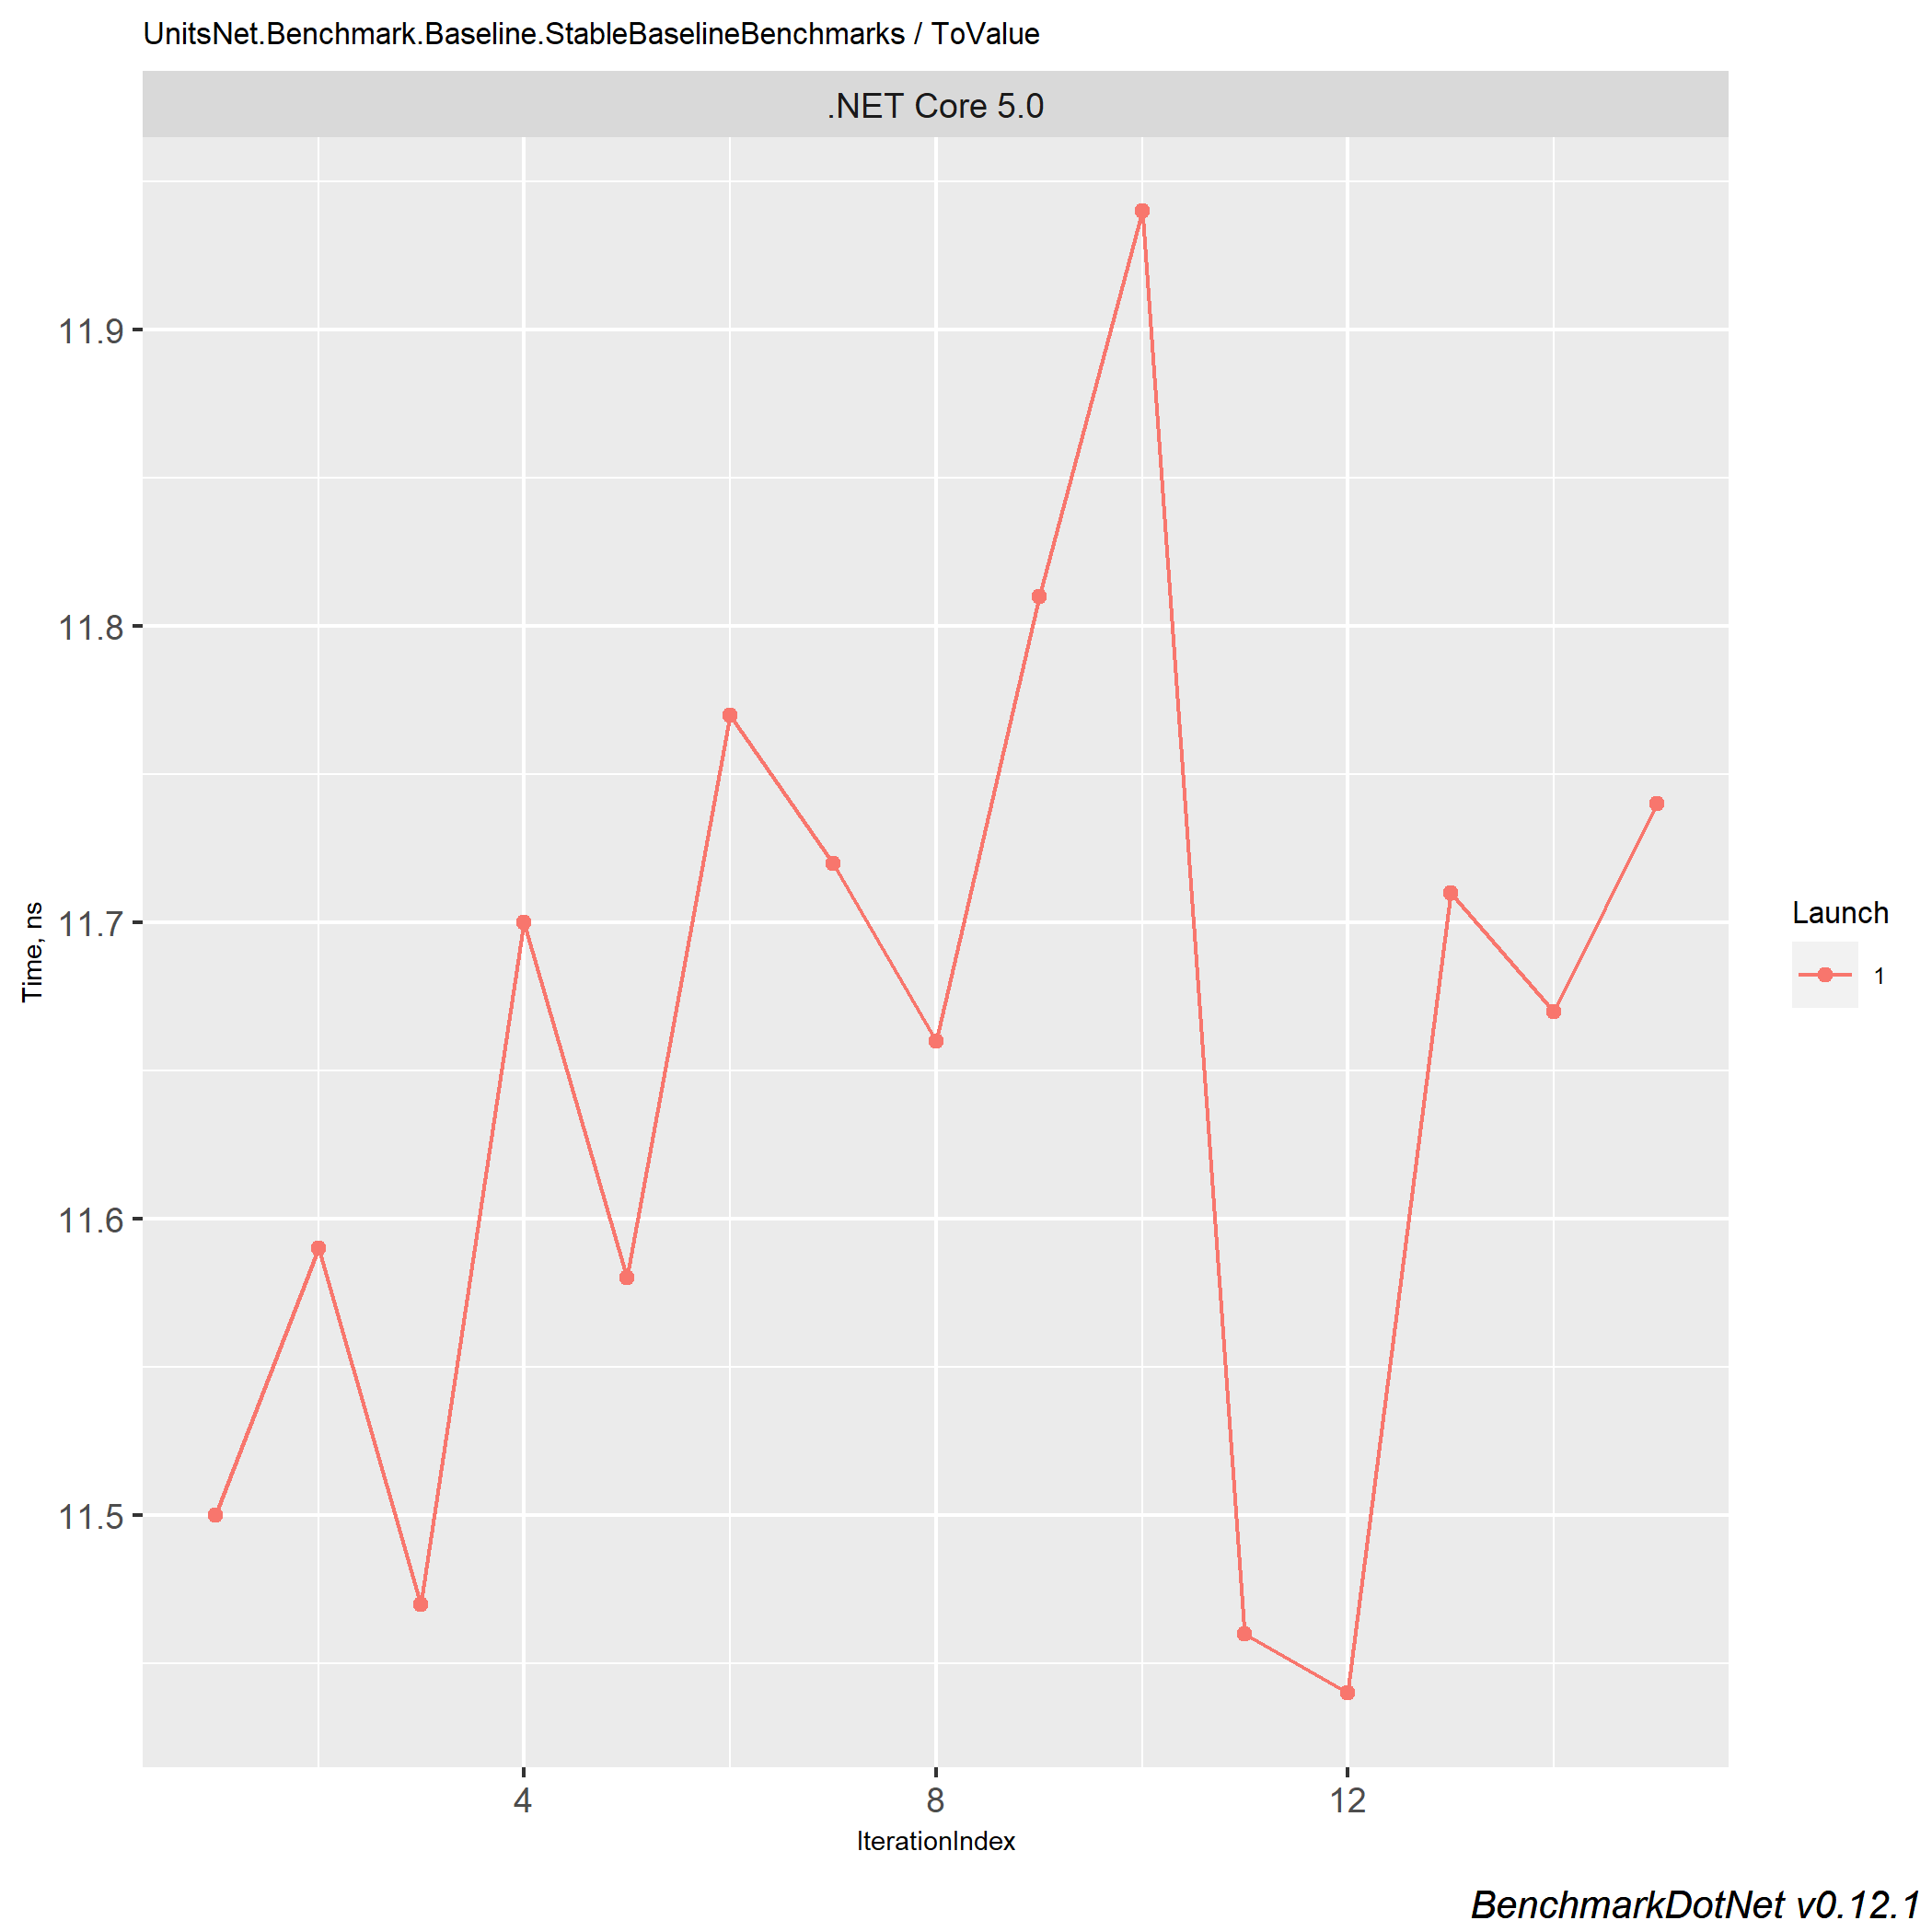 UnitsNet.Benchmark.Baseline.StableBaselineBenchmarks / ToValue
.NET Core 5.0
11.9
11.8
11.7
11.6
11.5
Time, ns
4 8 12
IterationIndex
Launch
1
BenchmarkDotNet v0.12.1